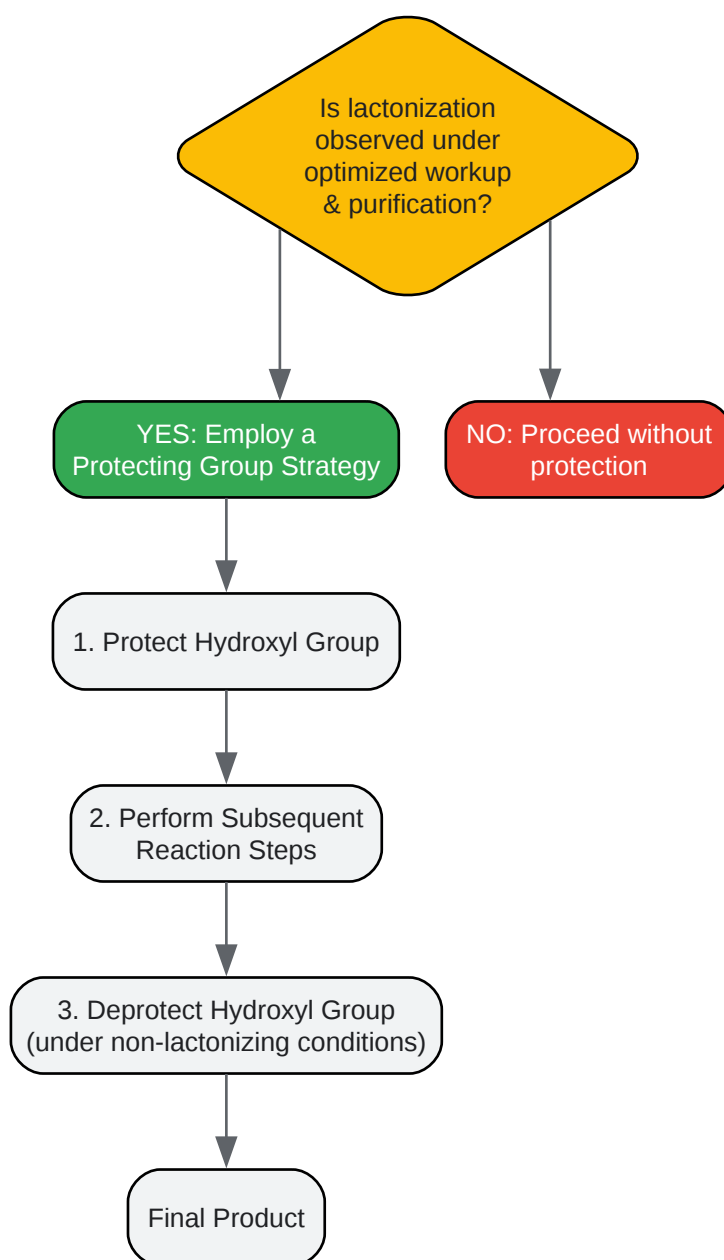 Is lactonization
observed under
optimized workup
& purification?
YES: Employ a
Protecting Group Strategy
NO: Proceed without
protection
1. Protect Hydroxyl Group
2. Perform Subsequent
Reaction Steps
3. Deprotect Hydroxyl Group
(under non-lactonizing conditions)
Final Product